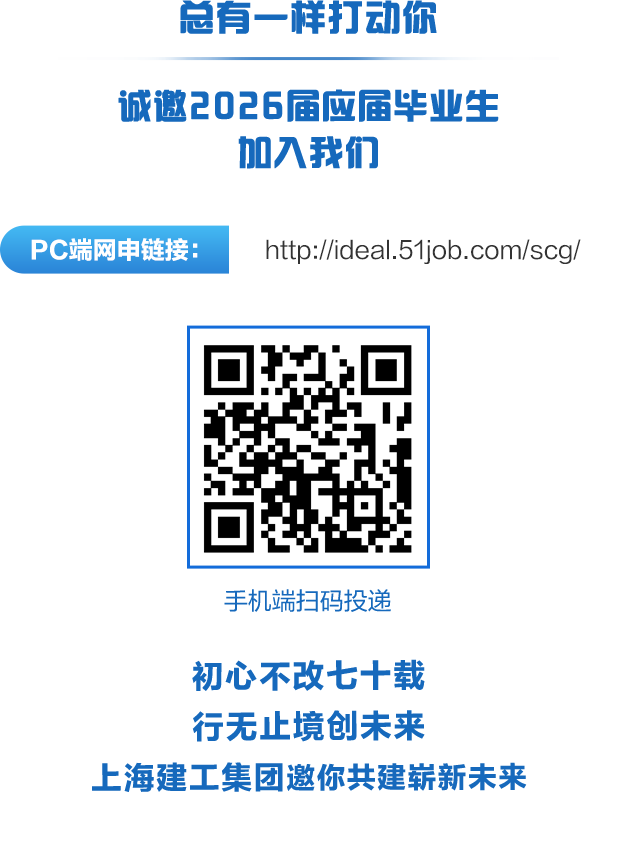 总有一样打动你
诚邀2026届应届毕业生
加入我们
PC端网申链接： http://ideal.51job.com/scg/
手机端扫码投递
初心不改七十载
行无止境创未来
上海建工集团邀你共建崭新未来